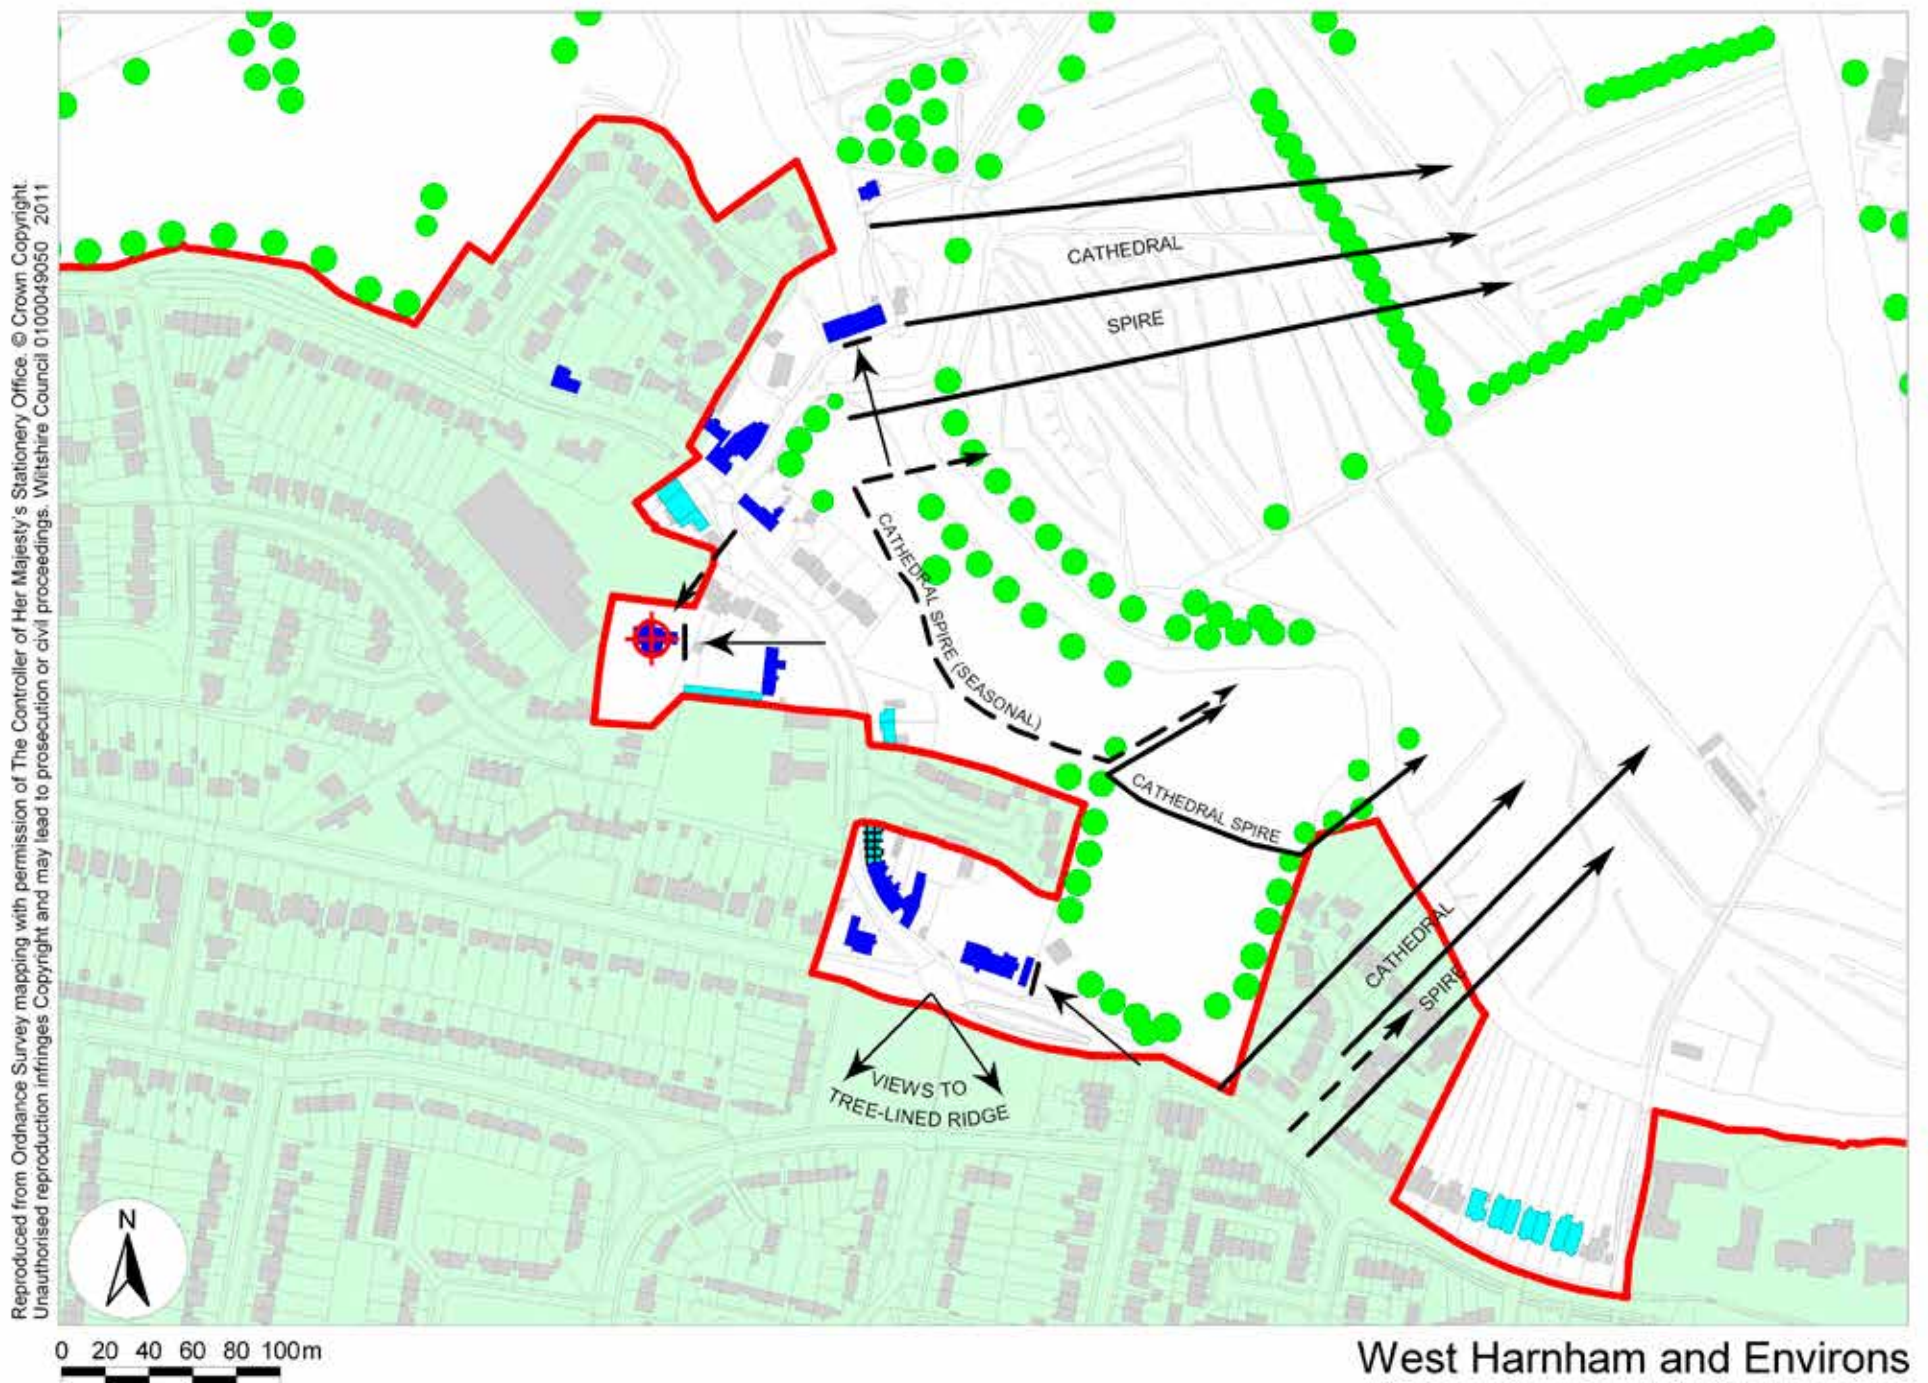 Reproduced from Ordnance Survey mapping with permission of The Controller of Her Majesty's Stationery Office. © Crown Copyright.
Unauthorised reproduction infringes Copyright and may lead to prosecution or civil proceedings. Wiltshire Council 0100049050 2011
CATHEDRAL
SPIRE
CATHEDRAL SPIRE (SEASONAL)
CATHEDRAL SPIRE
CATHEDRAL
SPIRE
VIEWS TO
TREE-LINED RIDGE
N
0 20 40 60 80 100m
West Harnham and Environs